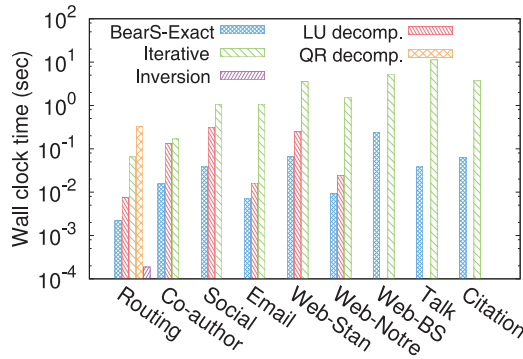 BearS-Exact
Iterative
Inversion
LU decomp.
QR decomp.
Wall clock time (sec)
10^2
10^1
10^0
10^-1
10^-2
10^-3
10^-4
Routing
Co-author
Social
Email
Web-Stan
Web-Notre
Web-BS
Talk
Citation